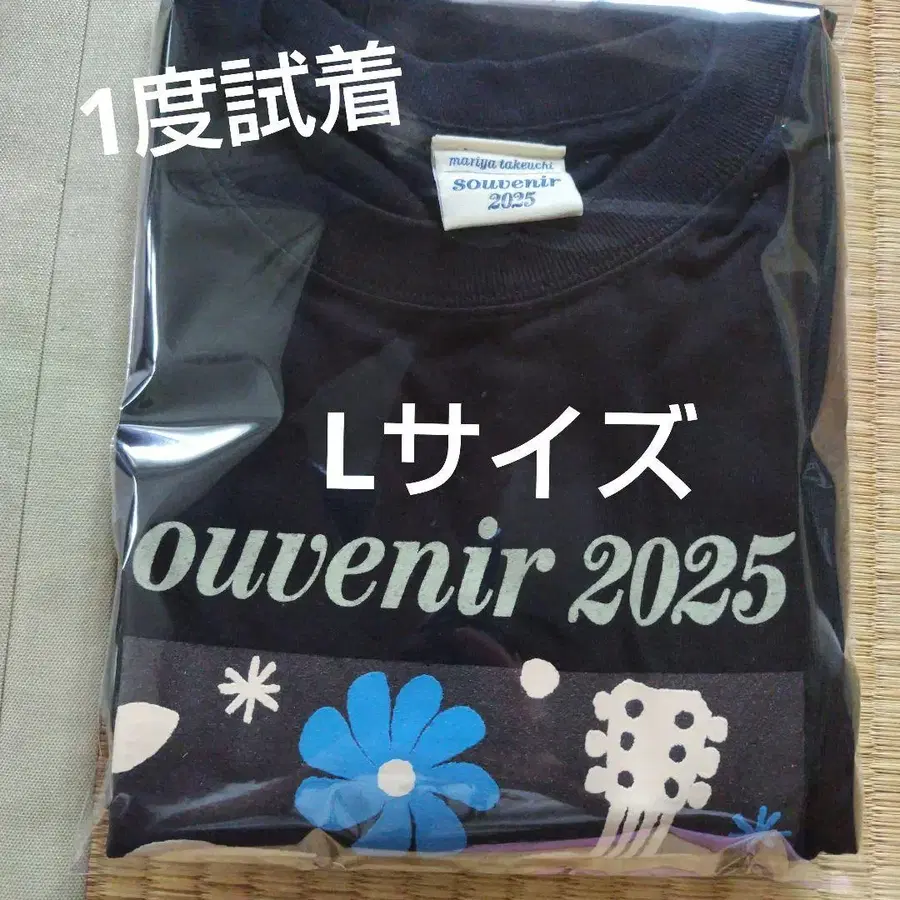 1度試着
mariya takeuchi
souvenir
2025
Lサイズ
ouvenir 2025